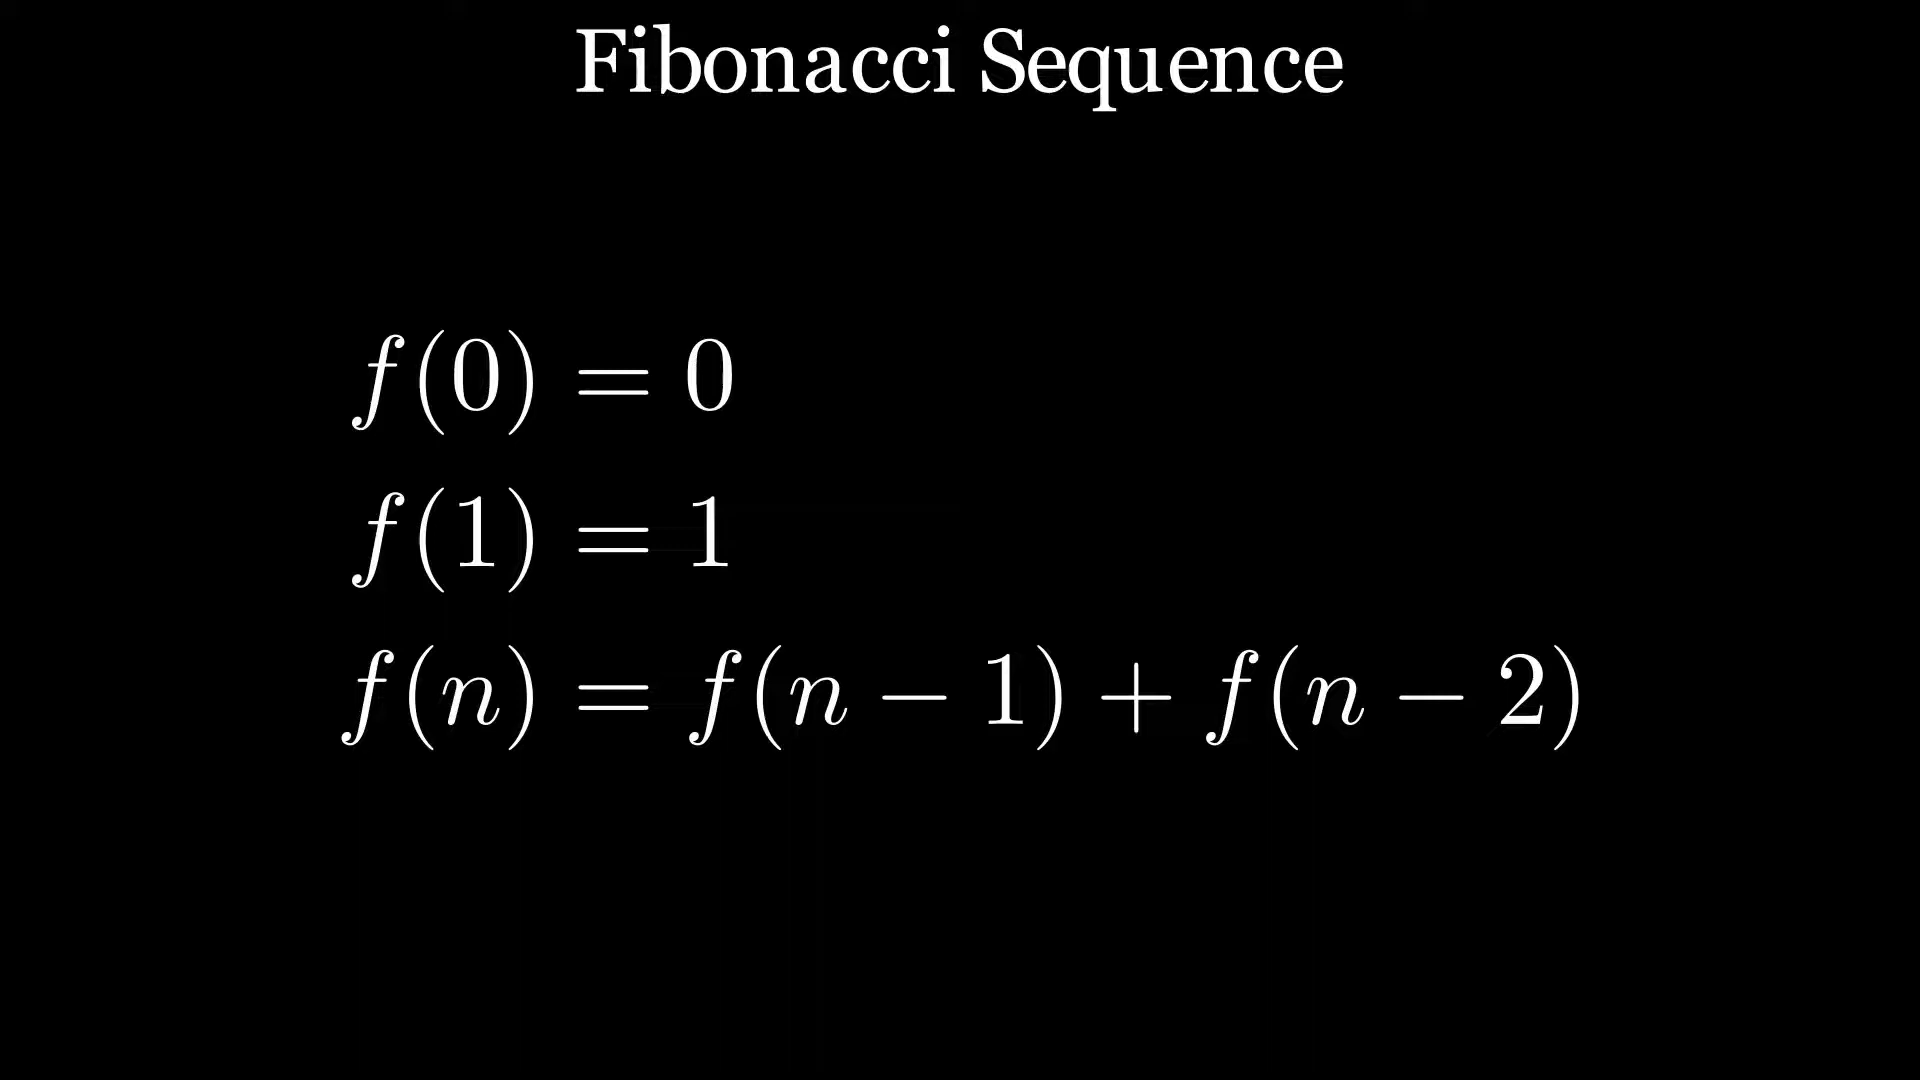 Fibonacci Sequence
f(0) = 0
f(1) = 1
f(n) = f(n − 1) + f(n − 2)